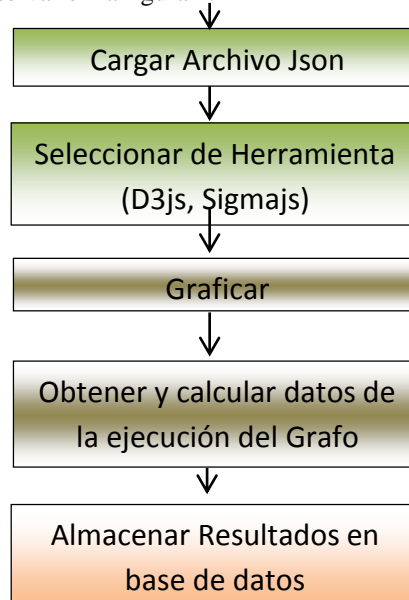 Cargar Archivo Json
Seleccionar de Herramienta
(D3js, Sigmajs)
Graficar
Obtener y calcular datos de
la ejecución del Grafo
Almacenar Resultados en
base de datos